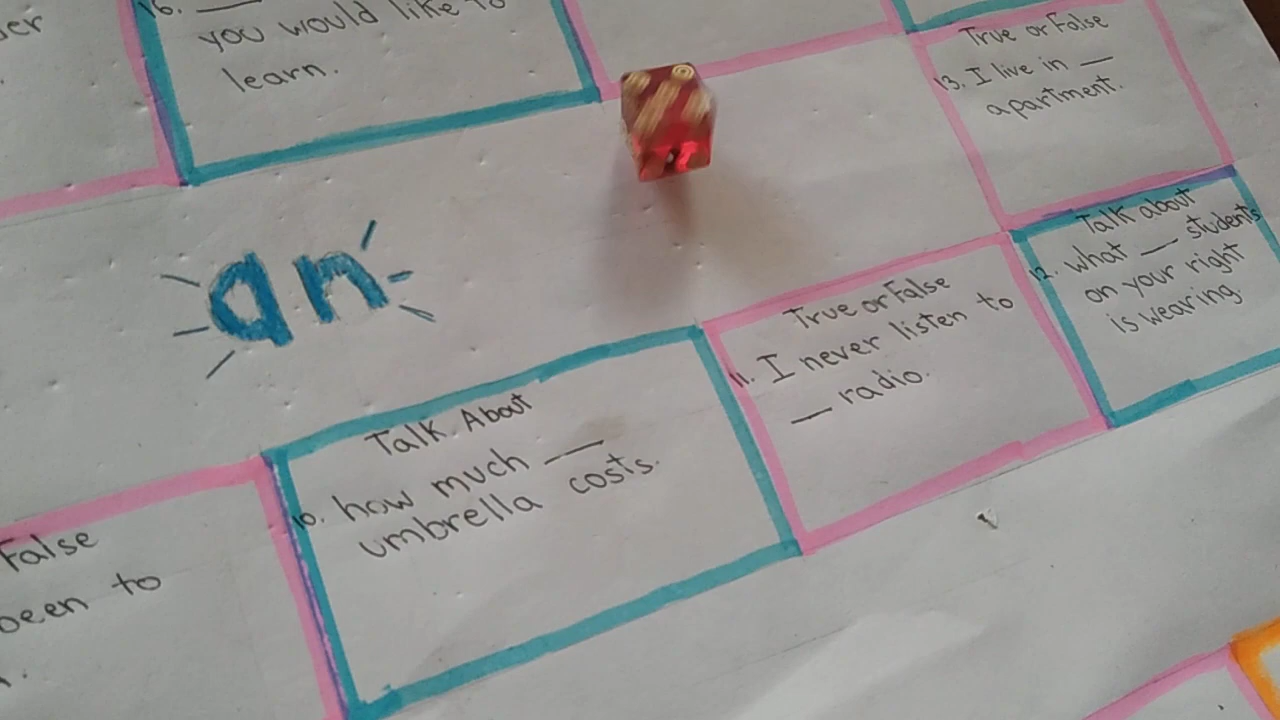 16. ___
you would like to
learn.
True or False
13. I live in ___
apartment.
Talk about
12. what ___ students
on your right
is wearing.
an
True or False
11. I never listen to
___ radio.
Talk About
10. how much ___
umbrella costs.
False
been to